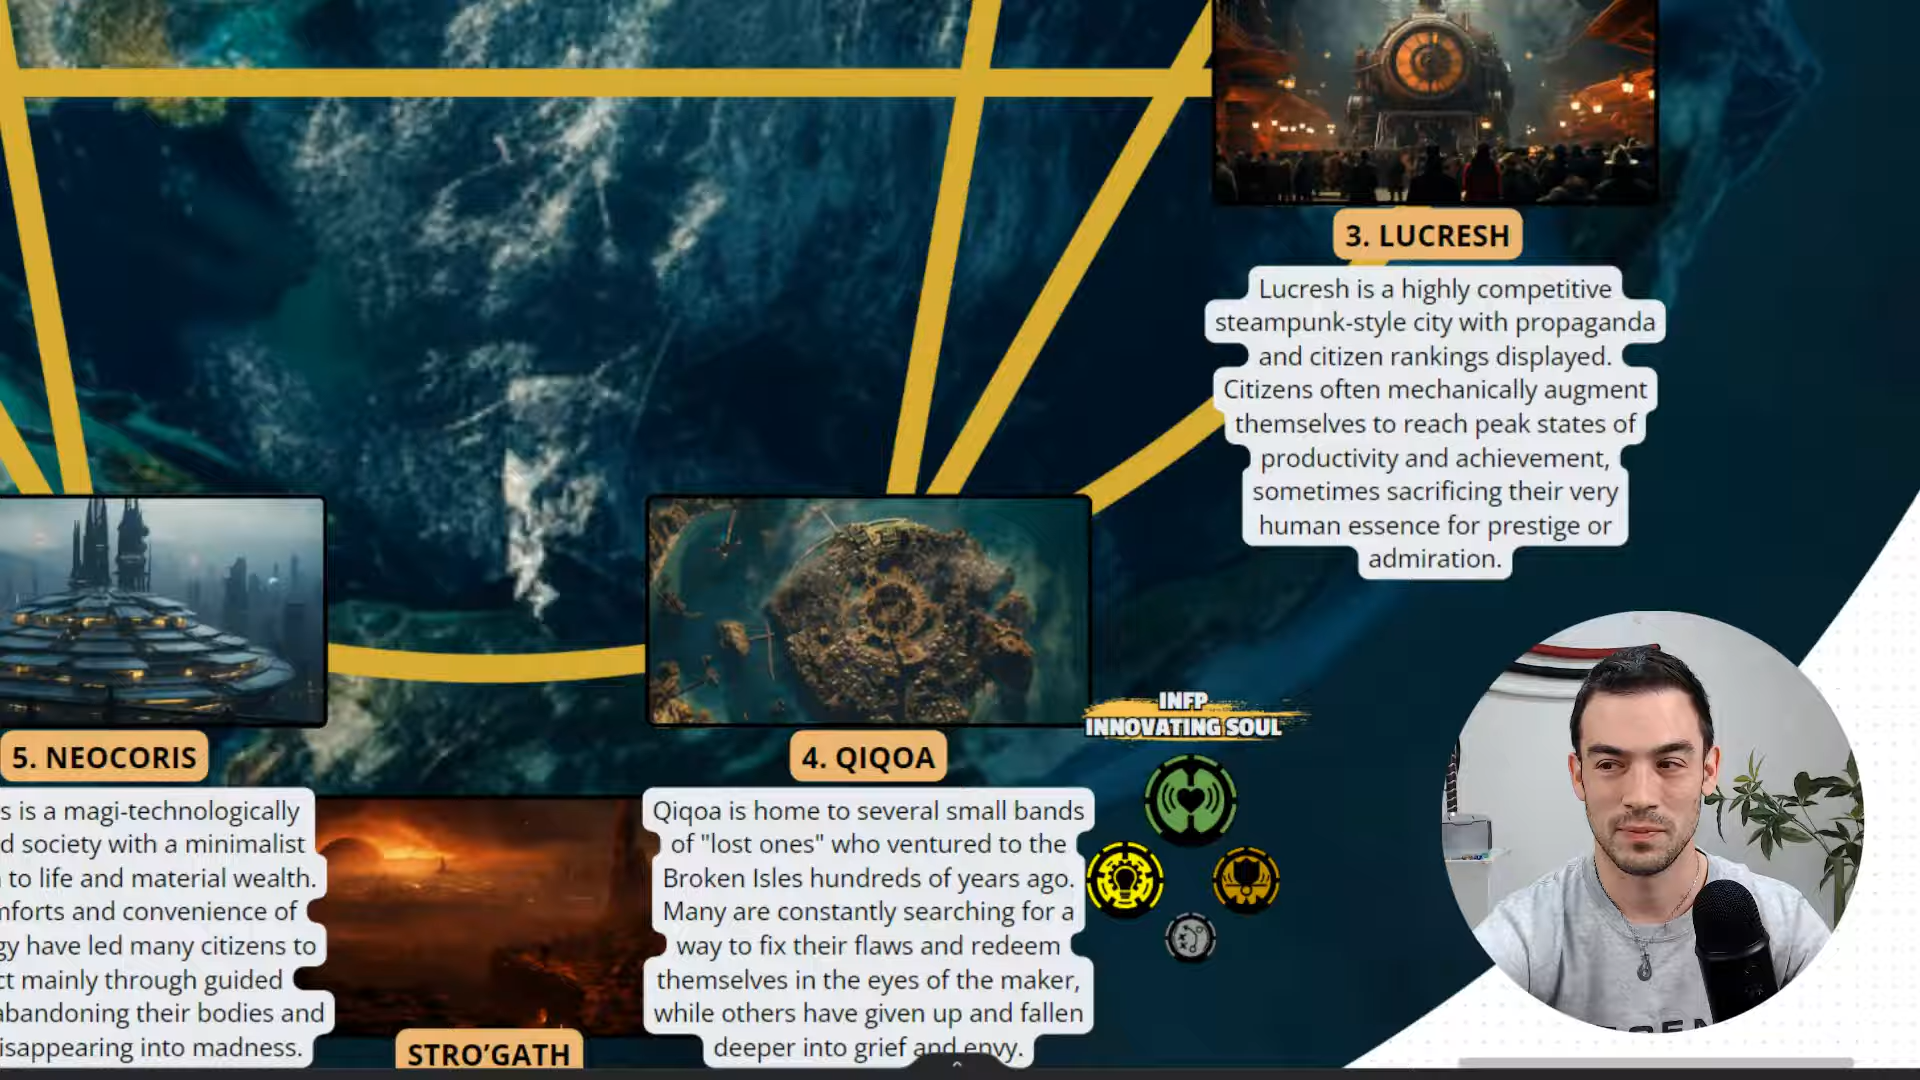 3. LUCRESH
Lucresh is a highly competitive
steampunk-style city with propaganda
and citizen rankings displayed.
Citizens often mechanically augment
themselves to reach peak states of
productivity and achievement,
sometimes sacrificing their very
human essence for prestige or
admiration.
5. NEOCORIS
s is a magi-technologically
d society with a minimalist
to life and material wealth.
mforts and convenience of
gy have led many citizens to
ct mainly through guided
abandoning their bodies and
isappearing into madness.
STRO'GATH
4. QIQOA
Qiqoa is home to several small bands
of "lost ones" who ventured to the
Broken Isles hundreds of years ago.
Many are constantly searching for a
way to fix their flaws and redeem
themselves in the eyes of the maker,
while others have given up and fallen
deeper into grief and envy.
INFP
INNOVATING SOUL